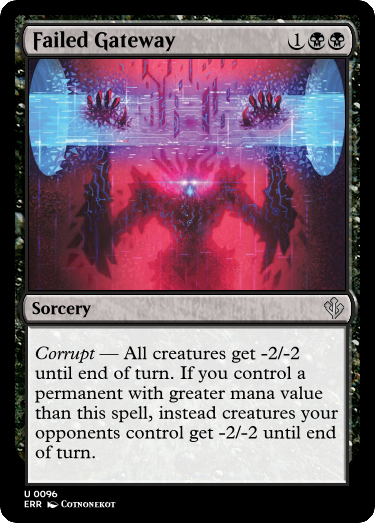 Failed Gateway 1
Sorcery
Corrupt — All creatures get -2/-2
until end of turn. If you control a
permanent with greater mana value
than this spell, instead creatures your
opponents control get -2/-2 until end
of turn.
U 0096
ERR Cotnonekot